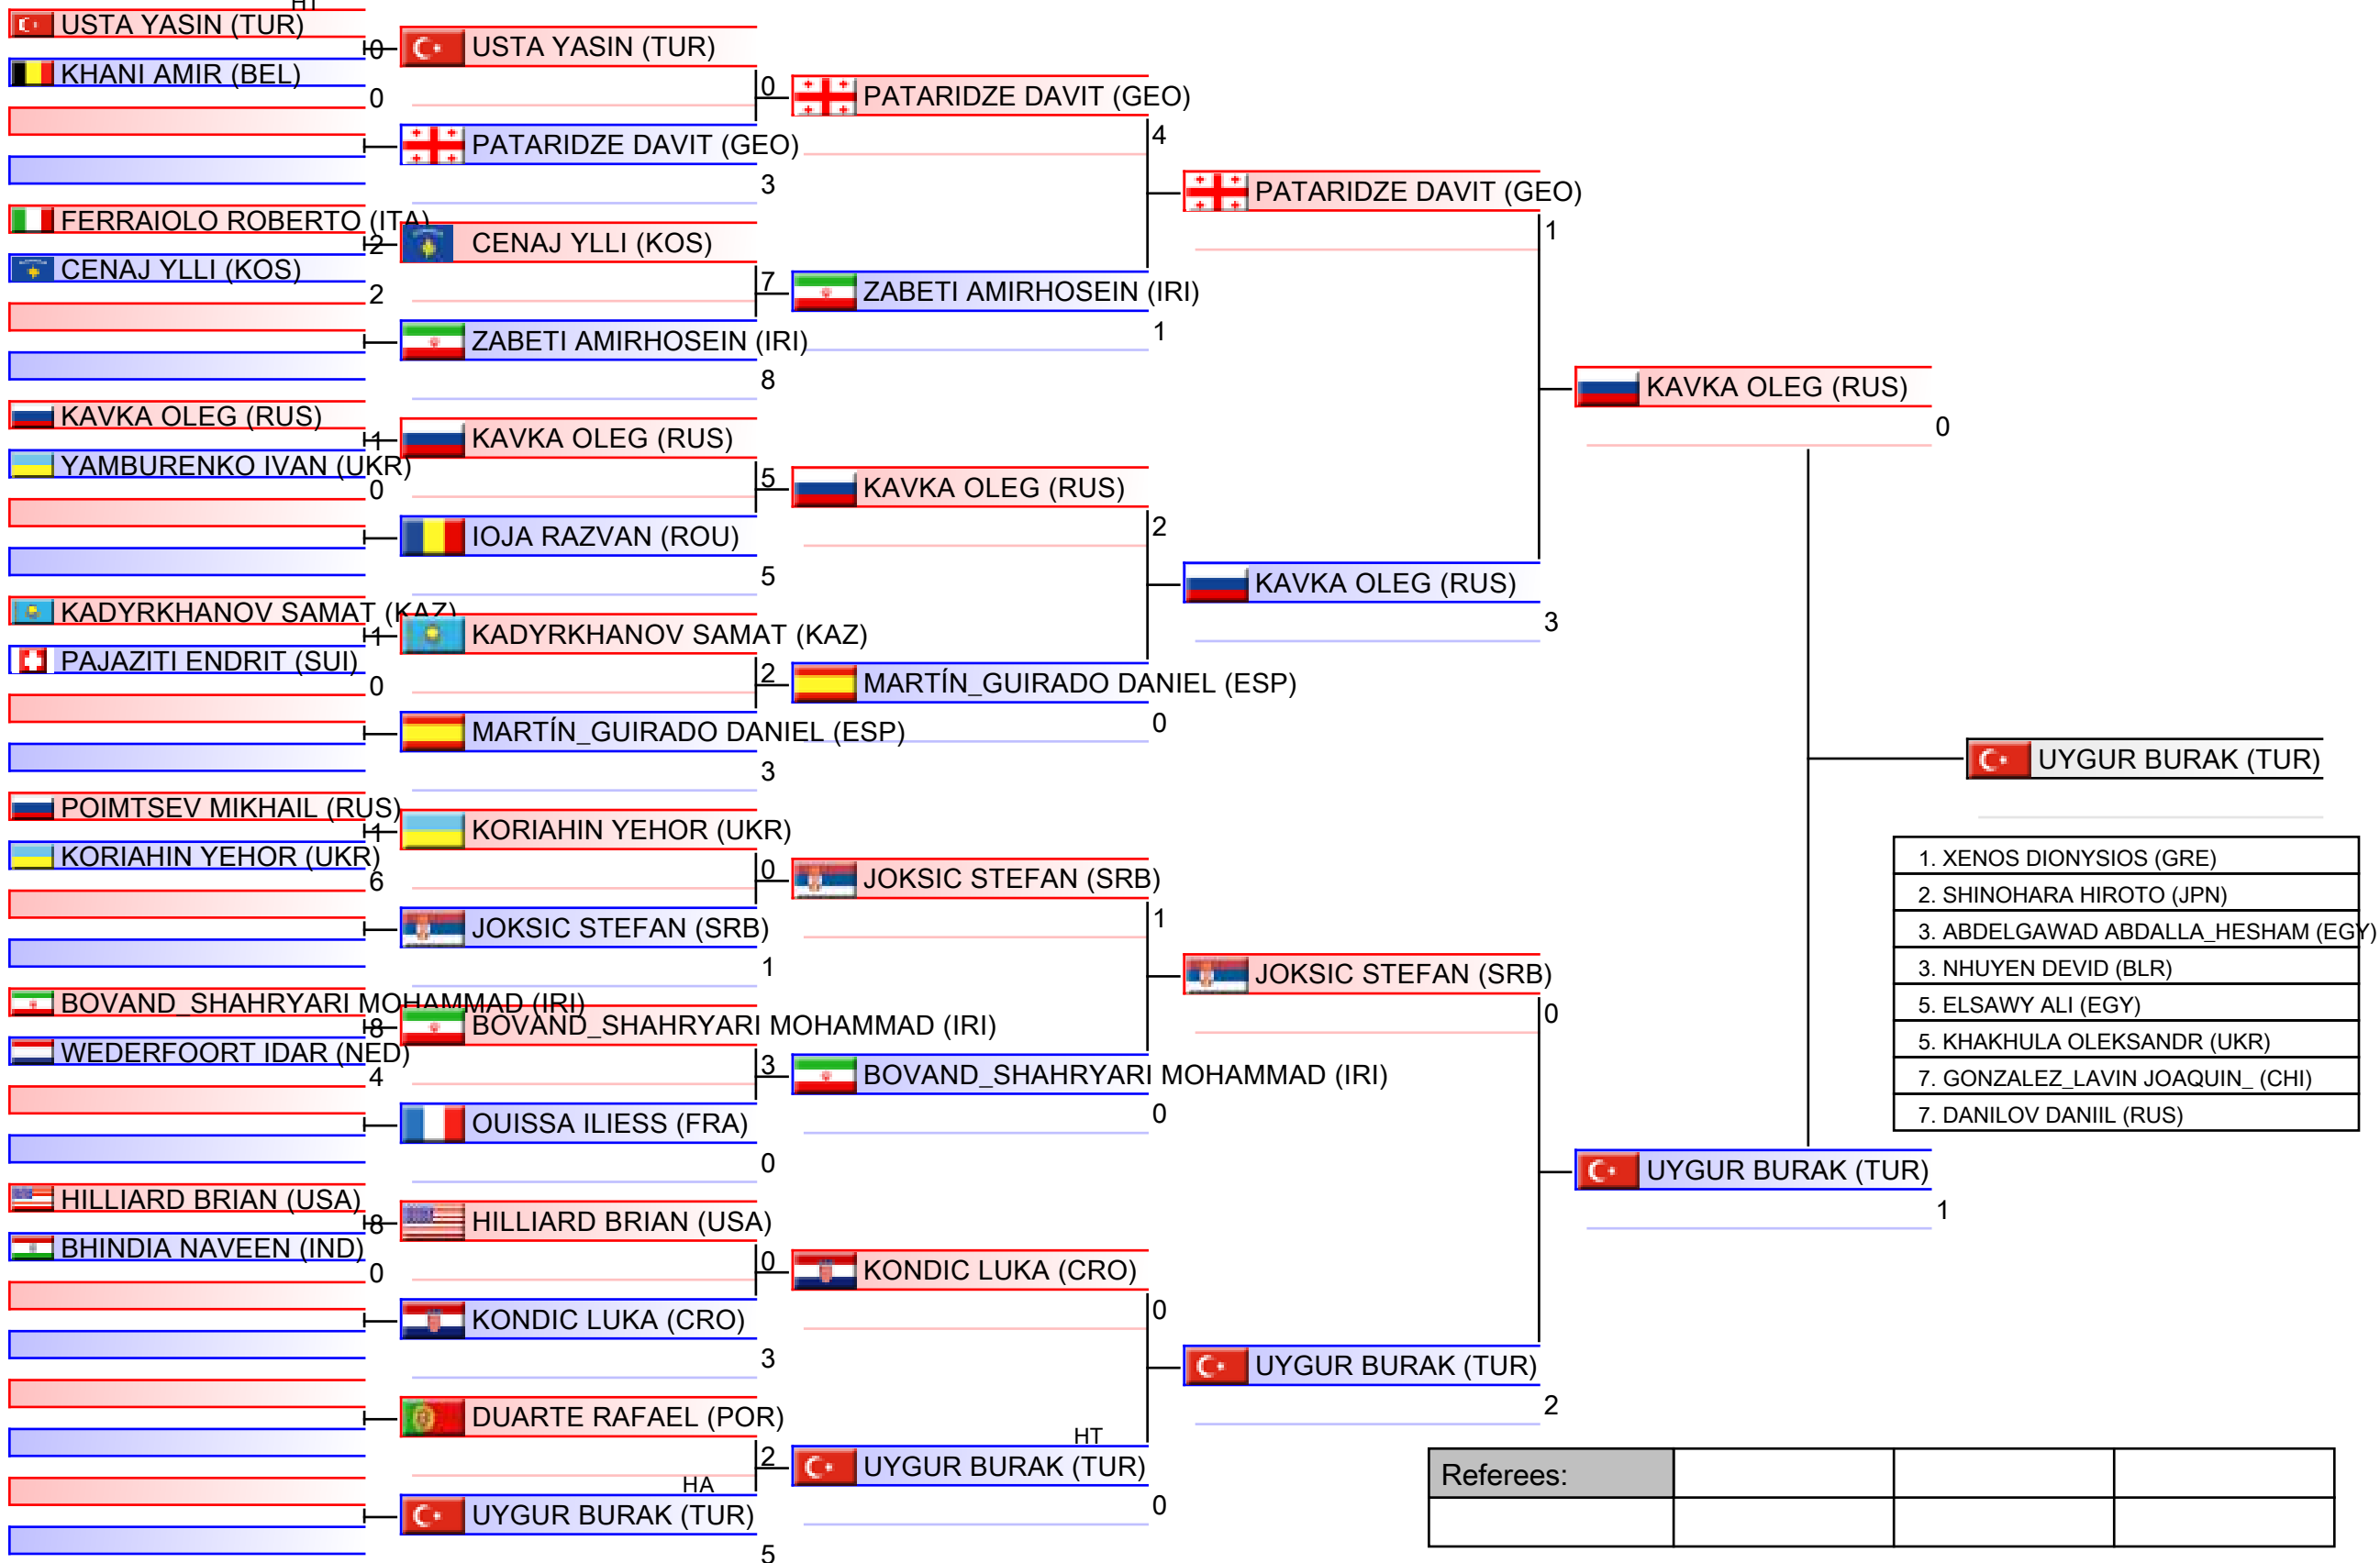 HT
USTA YASIN (TUR)
0
KHANI AMIR (BEL)
0
FERRAIOLO ROBERTO (ITA)
2
CENAJ YLLI (KOS)
2
KAVKA OLEG (RUS)
1
YAMBURENKO IVAN (UKR)
0
KADYRKHANOV SAMAT (KAZ)
1
PAJAZITI ENDRIT (SUI)
0
POIMTSEV MIKHAIL (RUS)
1
KORIAHIN YEHOR (UKR)
6
BOVAND_SHAHRYARI MOHAMMAD (IRI)
8
WEDERFOORT IDAR (NED)
4
HILLIARD BRIAN (USA)
8
BHINDIA NAVEEN (IND)
0
USTA YASIN (TUR)
0
PATARIDZE DAVIT (GEO)
3
CENAJ YLLI (KOS)
7
ZABETI AMIRHOSEIN (IRI)
8
KAVKA OLEG (RUS)
5
IOJA RAZVAN (ROU)
5
KADYRKHANOV SAMAT (KAZ)
2
MARTÍN_GUIRADO DANIEL (ESP)
3
KORIAHIN YEHOR (UKR)
0
JOKSIC STEFAN (SRB)
1
BOVAND_SHAHRYARI MOHAMMAD (IRI)
3
OUISSA ILIESS (FRA)
0
HILLIARD BRIAN (USA)
0
KONDIC LUKA (CRO)
3
DUARTE RAFAEL (POR)
2
HA
UYGUR BURAK (TUR)
5
PATARIDZE DAVIT (GEO)
4
ZABETI AMIRHOSEIN (IRI)
1
KAVKA OLEG (RUS)
2
MARTÍN_GUIRADO DANIEL (ESP)
0
JOKSIC STEFAN (SRB)
1
BOVAND_SHAHRYARI MOHAMMAD (IRI)
0
KONDIC LUKA (CRO)
0
HT
UYGUR BURAK (TUR)
0
PATARIDZE DAVIT (GEO)
1
KAVKA OLEG (RUS)
3
JOKSIC STEFAN (SRB)
0
UYGUR BURAK (TUR)
2
KAVKA OLEG (RUS)
0
UYGUR BURAK (TUR)
1
UYGUR BURAK (TUR)
1. XENOS DIONYSIOS (GRE)
2. SHINOHARA HIROTO (JPN)
3. ABDELGAWAD ABDALLA_HESHAM (EGY)
3. NHUYEN DEVID (BLR)
5. ELSAWY ALI (EGY)
5. KHAKHULA OLEKSANDR (UKR)
7. GONZALEZ_LAVIN JOAQUIN_ (CHI)
7. DANILOV DANIIL (RUS)
Referees: